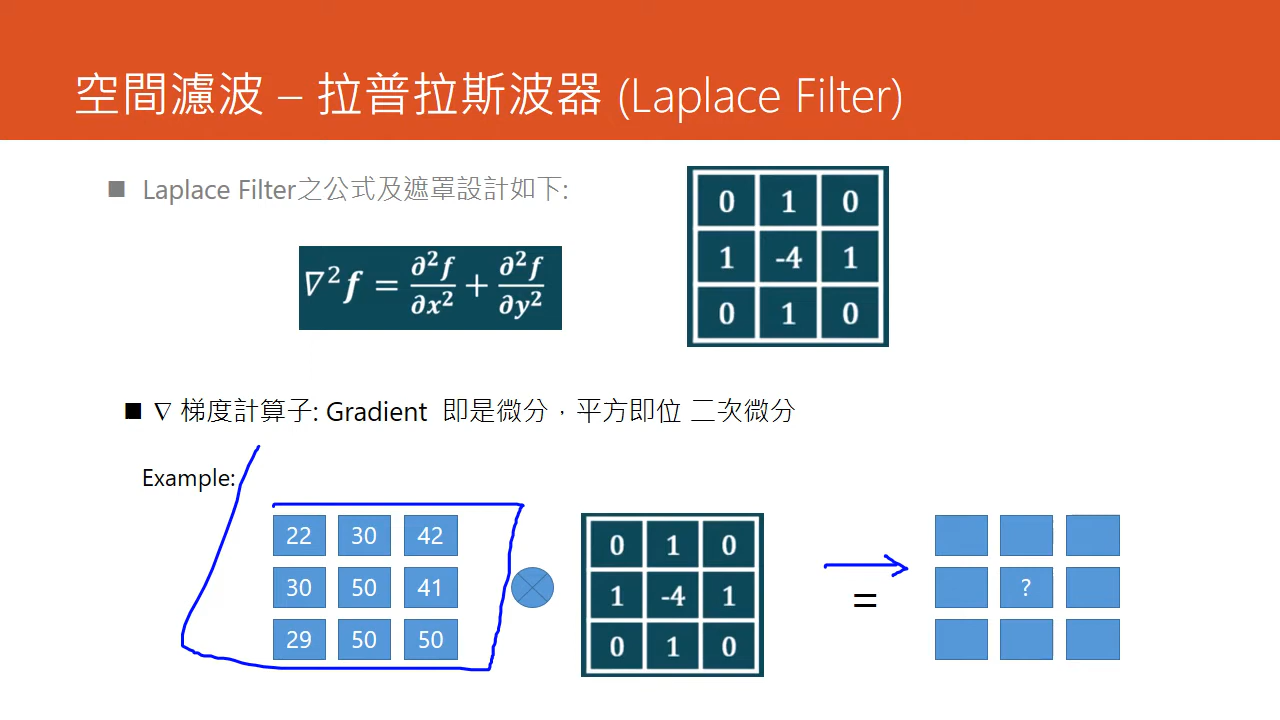 空間濾波 – 拉普拉斯波器 (Laplace Filter)
■ Laplace Filter之公式及遮罩設計如下:
0 1 0
1 -4 1
0 1 0
∇²f = ∂²f/∂x² + ∂²f/∂y²
■ ∇ 梯度計算子: Gradient 即是微分，平方即位 二次微分
Example:
22 30 42
30 50 41
29 50 50
0 1 0
1 -4 1
0 1 0
=
?